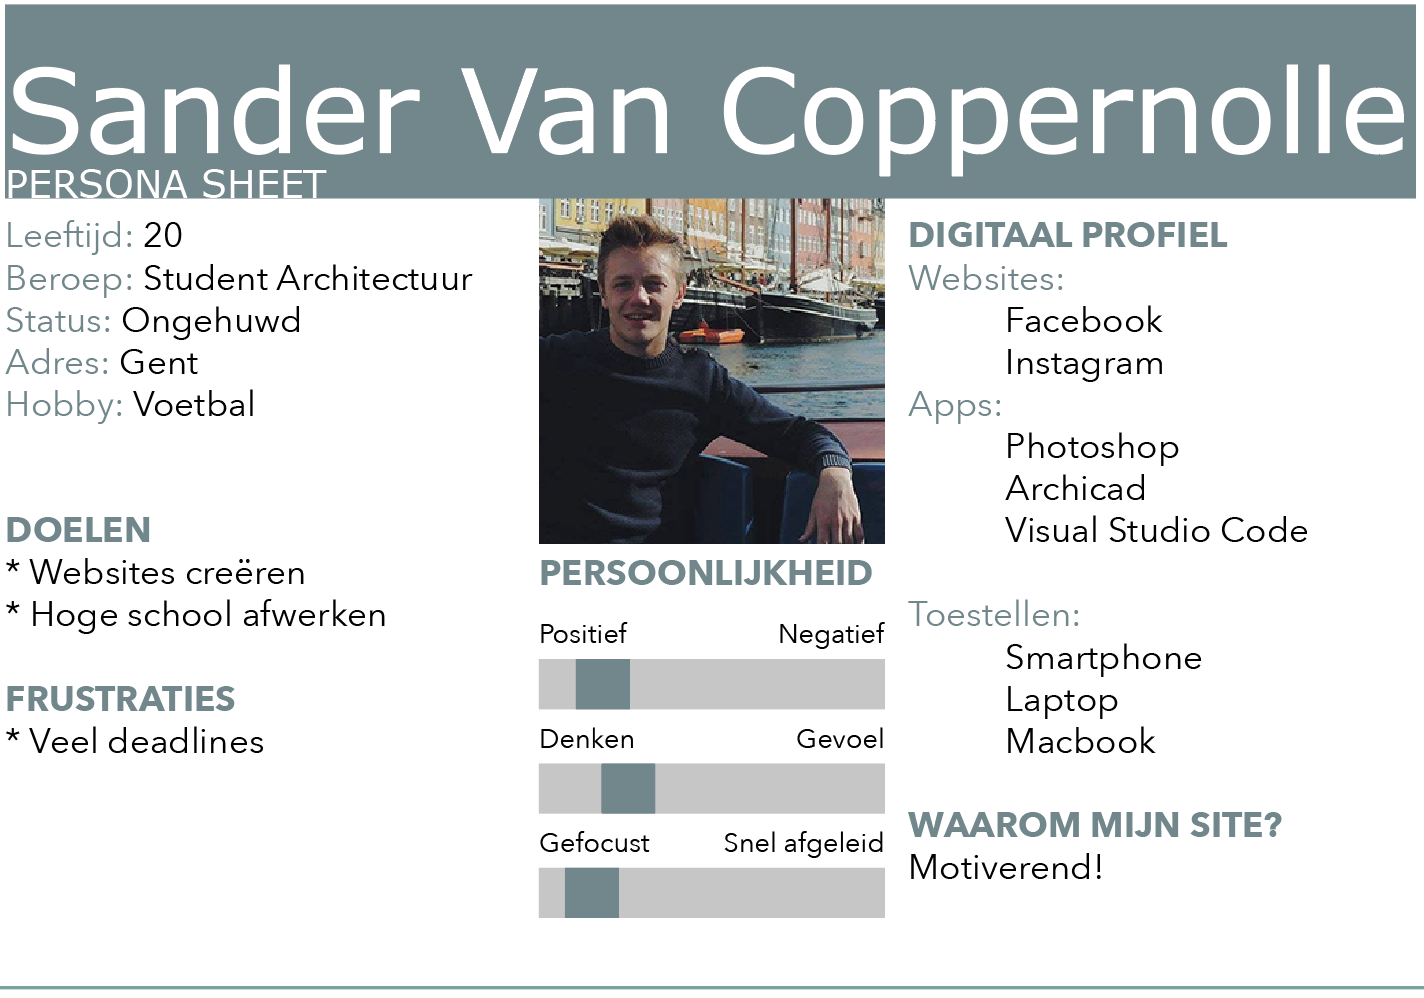 Sander Van Coppernolle
PERSONA SHEET
Leeftijd: 20
Beroep: Student Architectuur
Status: Ongehuwd
Adres: Gent
Hobby: Voetbal
DOELEN
* Websites creëren
* Hoge school afwerken
FRUSTRATIES
* Veel deadlines
PERSOONLIJKHEID
Positief Negatief
Denken Gevoel
Gefocust Snel afgeleid
DIGITAAL PROFIEL
Websites:
Facebook
Instagram
Apps:
Photoshop
Archicad
Visual Studio Code
Toestellen:
Smartphone
Laptop
Macbook
WAAROM MIJN SITE?
Motiverend!